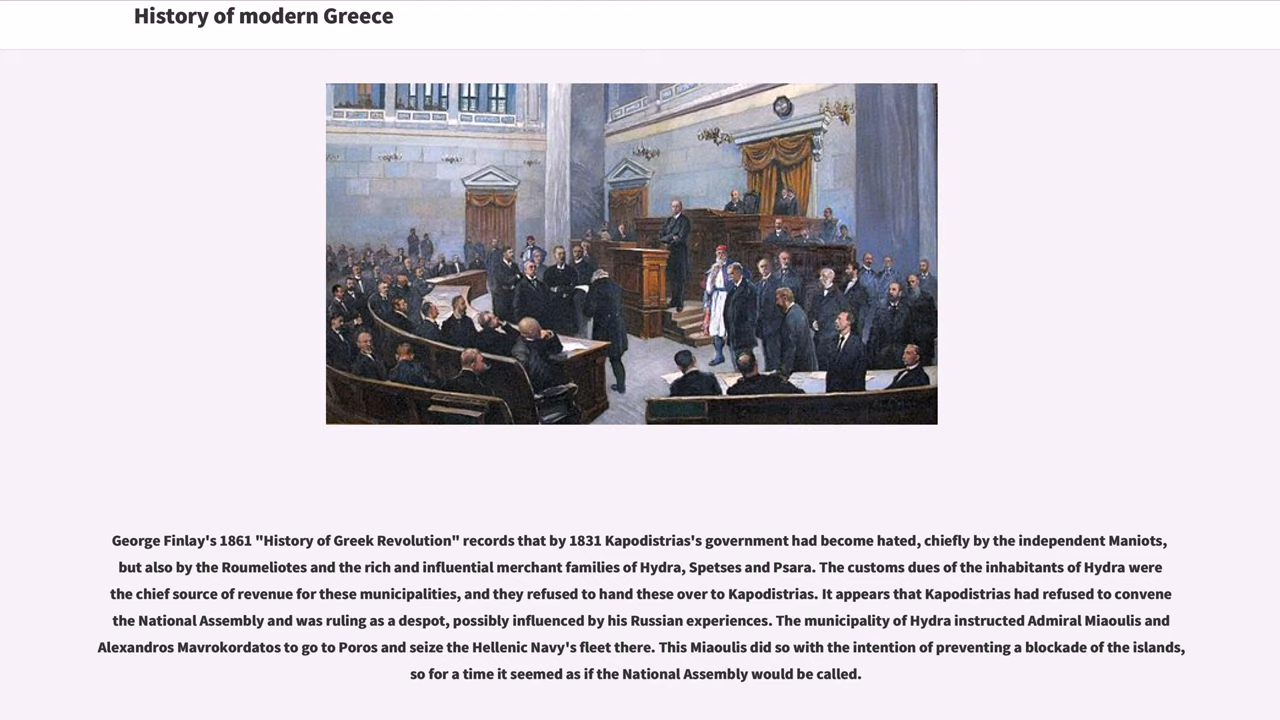 History of modern Greece
George Finlay's 1861 "History of Greek Revolution" records that by 1831 Kapodistrias's government had become hated, chiefly by the independent Maniots,
but also by the Roumeliotes and the rich and influential merchant families of Hydra, Spetses and Psara. The customs dues of the inhabitants of Hydra were
the chief source of revenue for these municipalities, and they refused to hand these over to Kapodistrias. It appears that Kapodistrias had refused to convene
the National Assembly and was ruling as a despot, possibly influenced by his Russian experiences. The municipality of Hydra instructed Admiral Miaoulis and
Alexandros Mavrokordatos to go to Poros and seize the Hellenic Navy's fleet there. This Miaoulis did so with the intention of preventing a blockade of the islands,
so for a time it seemed as if the National Assembly would be called.